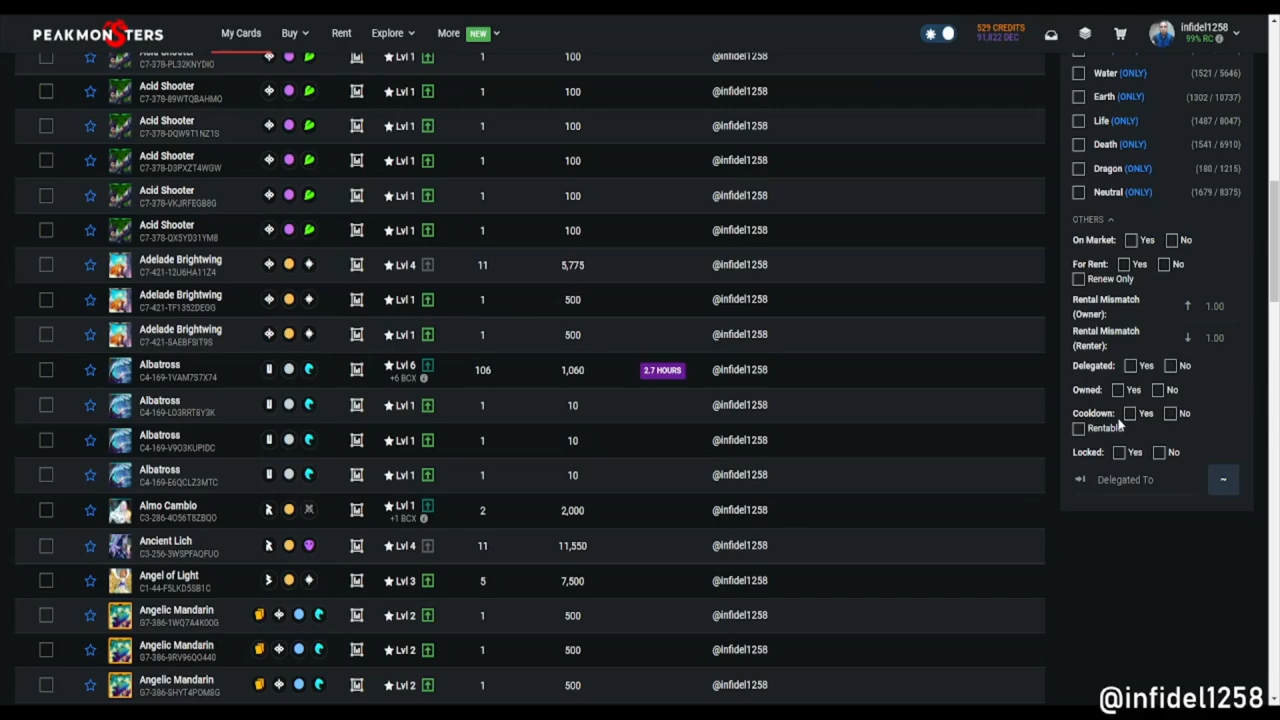 PEAKMONSTERS My Cards Buy Rent Explore More NEW 529 CREDITS infidel1258
91,822 DEC 99% RC
Acid Shooter Lvl 1 1 100 @infidel1258
C7-378-PL32KNYDIO
Acid Shooter Lvl 1 1 100 @infidel1258
C7-378-89WTQBAHMO
Acid Shooter Lvl 1 1 100 @infidel1258
C7-378-DQW9T1NZ1S
Acid Shooter Lvl 1 1 100 @infidel1258
C7-378-D3PXZT4WGW
Acid Shooter Lvl 1 1 100 @infidel1258
C7-378-VKJRFEGB8G
Acid Shooter Lvl 1 1 100 @infidel1258
C7-378-QX5YD31YM8
Adelade Brightwing Lvl 4 11 5,775 @infidel1258
C7-421-12U6HA11Z4
Adelade Brightwing Lvl 1 1 500 @infidel1258
C7-421-TF1352DEGG
Adelade Brightwing Lvl 1 1 500 @infidel1258
C7-421-SAEBFSIT9S
Albatross Lvl 6 106 1,060 2.7 HOURS @infidel1258
C4-169-1VAM7S7X74 +6 BCX
Albatross Lvl 1 1 10 @infidel1258
C4-169-LO3RRT8Y3K
Albatross Lvl 1 1 10 @infidel1258
C4-169-V9O3KUPIDC
Albatross Lvl 1 1 10 @infidel1258
C4-169-E6QCLZ3MTC
Almo Cambio Lvl 1 2 2,000 @infidel1258
C3-286-4O56T8ZBQO +1 BCX
Ancient Lich Lvl 4 11 11,550 @infidel1258
C3-256-3WSPFAQFUO
Angel of Light Lvl 3 5 7,500 @infidel1258
C1-44-F5LKD5SB1C
Angelic Mandarin Lvl 2 1 500 @infidel1258
G7-386-1WQ7A4K00G
Angelic Mandarin Lvl 2 1 500 @infidel1258
G7-386-9RV96QO440
Angelic Mandarin Lvl 2 1 500 @infidel1258
G7-386-SHYT4POM8G
Water (ONLY) (1521 / 5646)
Earth (ONLY) (1302 / 10737)
Life (ONLY) (1487 / 8047)
Death (ONLY) (1541 / 6910)
Dragon (ONLY) (180 / 1215)
Neutral (ONLY) (1679 / 8375)
OTHERS
On Market: Yes No
For Rent: Yes No
Renew Only
Rental Mismatch
(Owner): 1.00
Rental Mismatch
(Renter): 1.00
Delegated: Yes No
Owned: Yes No
Cooldown: Yes No
Rentable
Locked: Yes No
Delegated To ~
@infidel1258